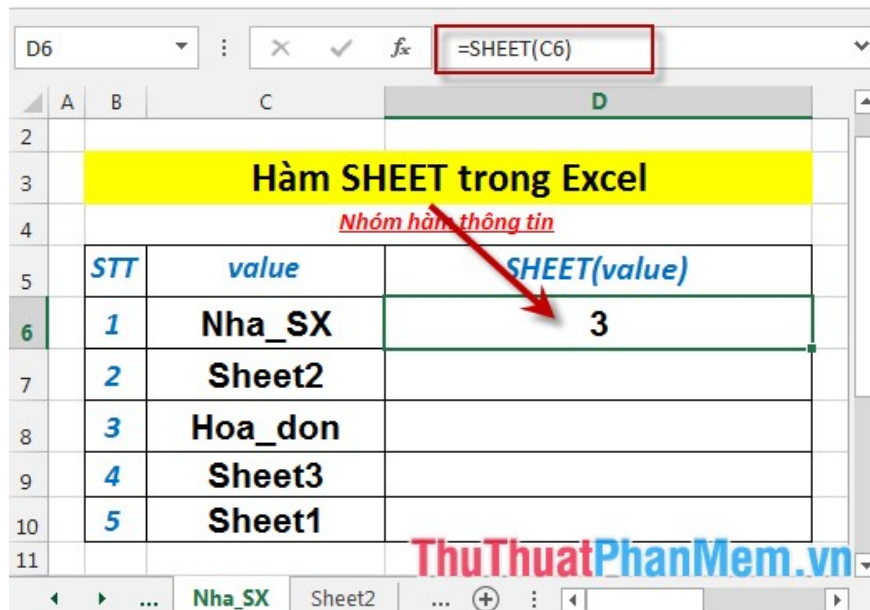 D6 fx =SHEET(C6)
A B C D
2
3 Hàm SHEET trong Excel
4 Nhóm hàm thông tin
5 STT value SHEET(value)
6 1 Nha_SX 3
7 2 Sheet2
8 3 Hoa_don
9 4 Sheet3
10 5 Sheet1
11
ThuThuatPhanMem.vn
... Nha_SX Sheet2 ...